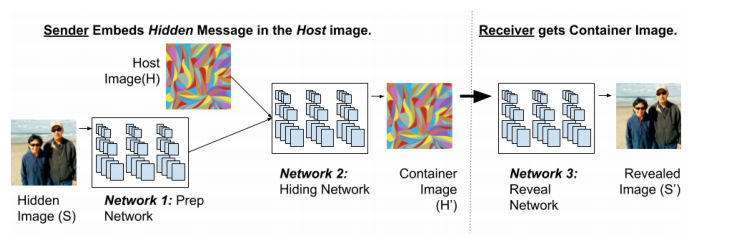 Sender Embeds Hidden Message in the Host image.
Receiver gets Container Image.
Host
Image(H)
Hidden
Image (S)
Network 1: Prep
Network
Network 2:
Hiding Network
Container
Image
(H')
Network 3:
Reveal
Network
Revealed
Image (S')